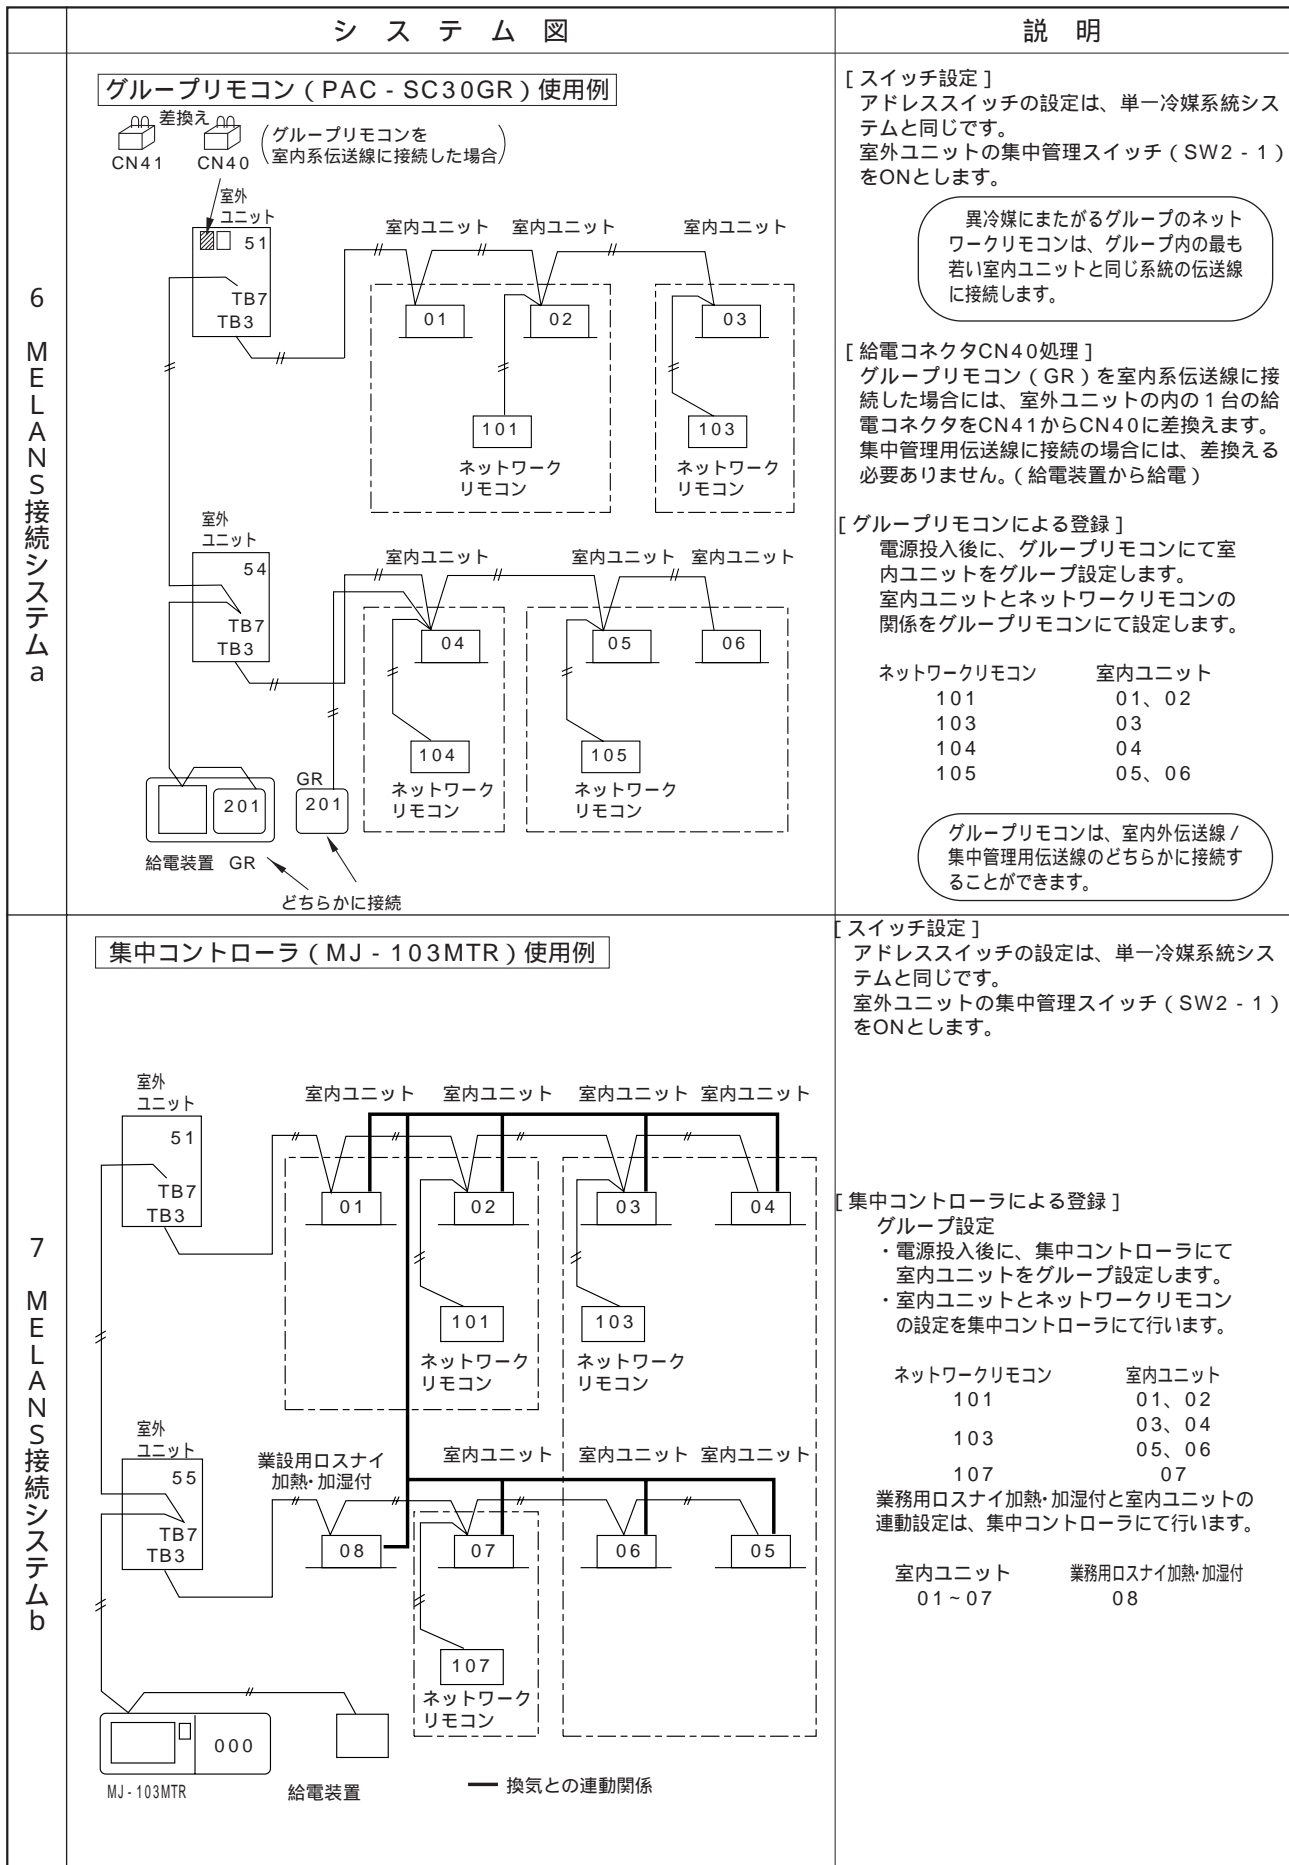 システム図
説明
6 MELANS接続システムa
グループリモコン（PAC-SC30GR）使用例
差換え
CN41
CN40
（グループリモコンを
室内系伝送線に接続した場合）
室外
ユニット
51
TB7
TB3
室内ユニット
室内ユニット
室内ユニット
01
02
03
101
103
ネットワーク
リモコン
ネットワーク
リモコン
室外
ユニット
54
TB7
TB3
室内ユニット
室内ユニット
室内ユニット
04
05
06
104
105
ネットワーク
リモコン
ネットワーク
リモコン
GR
201
201
給電装置 GR
どちらかに接続
［スイッチ設定］
アドレススイッチの設定は、単一冷媒系統シス
テムと同じです。
室外ユニットの集中管理スイッチ（SW2-1）
をONとします。
異冷媒にまたがるグループのネット
ワークリモコンは、グループ内の最も
若い室内ユニットと同じ系統の伝送線
に接続します。
［給電コネクタCN40処理］
グループリモコン（GR）を室内系伝送線に接
続した場合には、室外ユニットの内の1台の給
電コネクタをCN41からCN40に差換えます。
集中管理用伝送線に接続の場合には、差換える
必要ありません。（給電装置から給電）
［グループリモコンによる登録］
電源投入後に、グループリモコンにて室
内ユニットをグループ設定します。
室内ユニットとネットワークリモコンの
関係をグループリモコンにて設定します。
ネットワークリモコン 室内ユニット
101 01、02
103 03
104 04
105 05、06
グループリモコンは、室内外伝送線/
集中管理用伝送線のどちらかに接続す
ることができます。
7 MELANS接続システムb
集中コントローラ（MJ-103MTR）使用例
室外
ユニット
51
TB7
TB3
室内ユニット
室内ユニット
室内ユニット
室内ユニット
01
02
03
04
101
103
ネットワーク
リモコン
ネットワーク
リモコン
室外
ユニット
55
TB7
TB3
業設用ロスナイ
加熱・加湿付
室内ユニット
室内ユニット
室内ユニット
08
07
06
05
107
ネットワーク
リモコン
000
MJ-103MTR
給電装置
換気との連動関係
［スイッチ設定］
アドレススイッチの設定は、単一冷媒系統シス
テムと同じです。
室外ユニットの集中管理スイッチ（SW2-1）
をONとします。
［集中コントローラによる登録］
グループ設定
・電源投入後に、集中コントローラにて
室内ユニットをグループ設定します。
・室内ユニットとネットワークリモコン
の設定を集中コントローラにて行います。
ネットワークリモコン 室内ユニット
101 01、02
103 03、04
05、06
107 07
業務用ロスナイ加熱・加湿付と室内ユニットの
連動設定は、集中コントローラにて行います。
室内ユニット 業務用ロスナイ加熱・加湿付
01~07 08